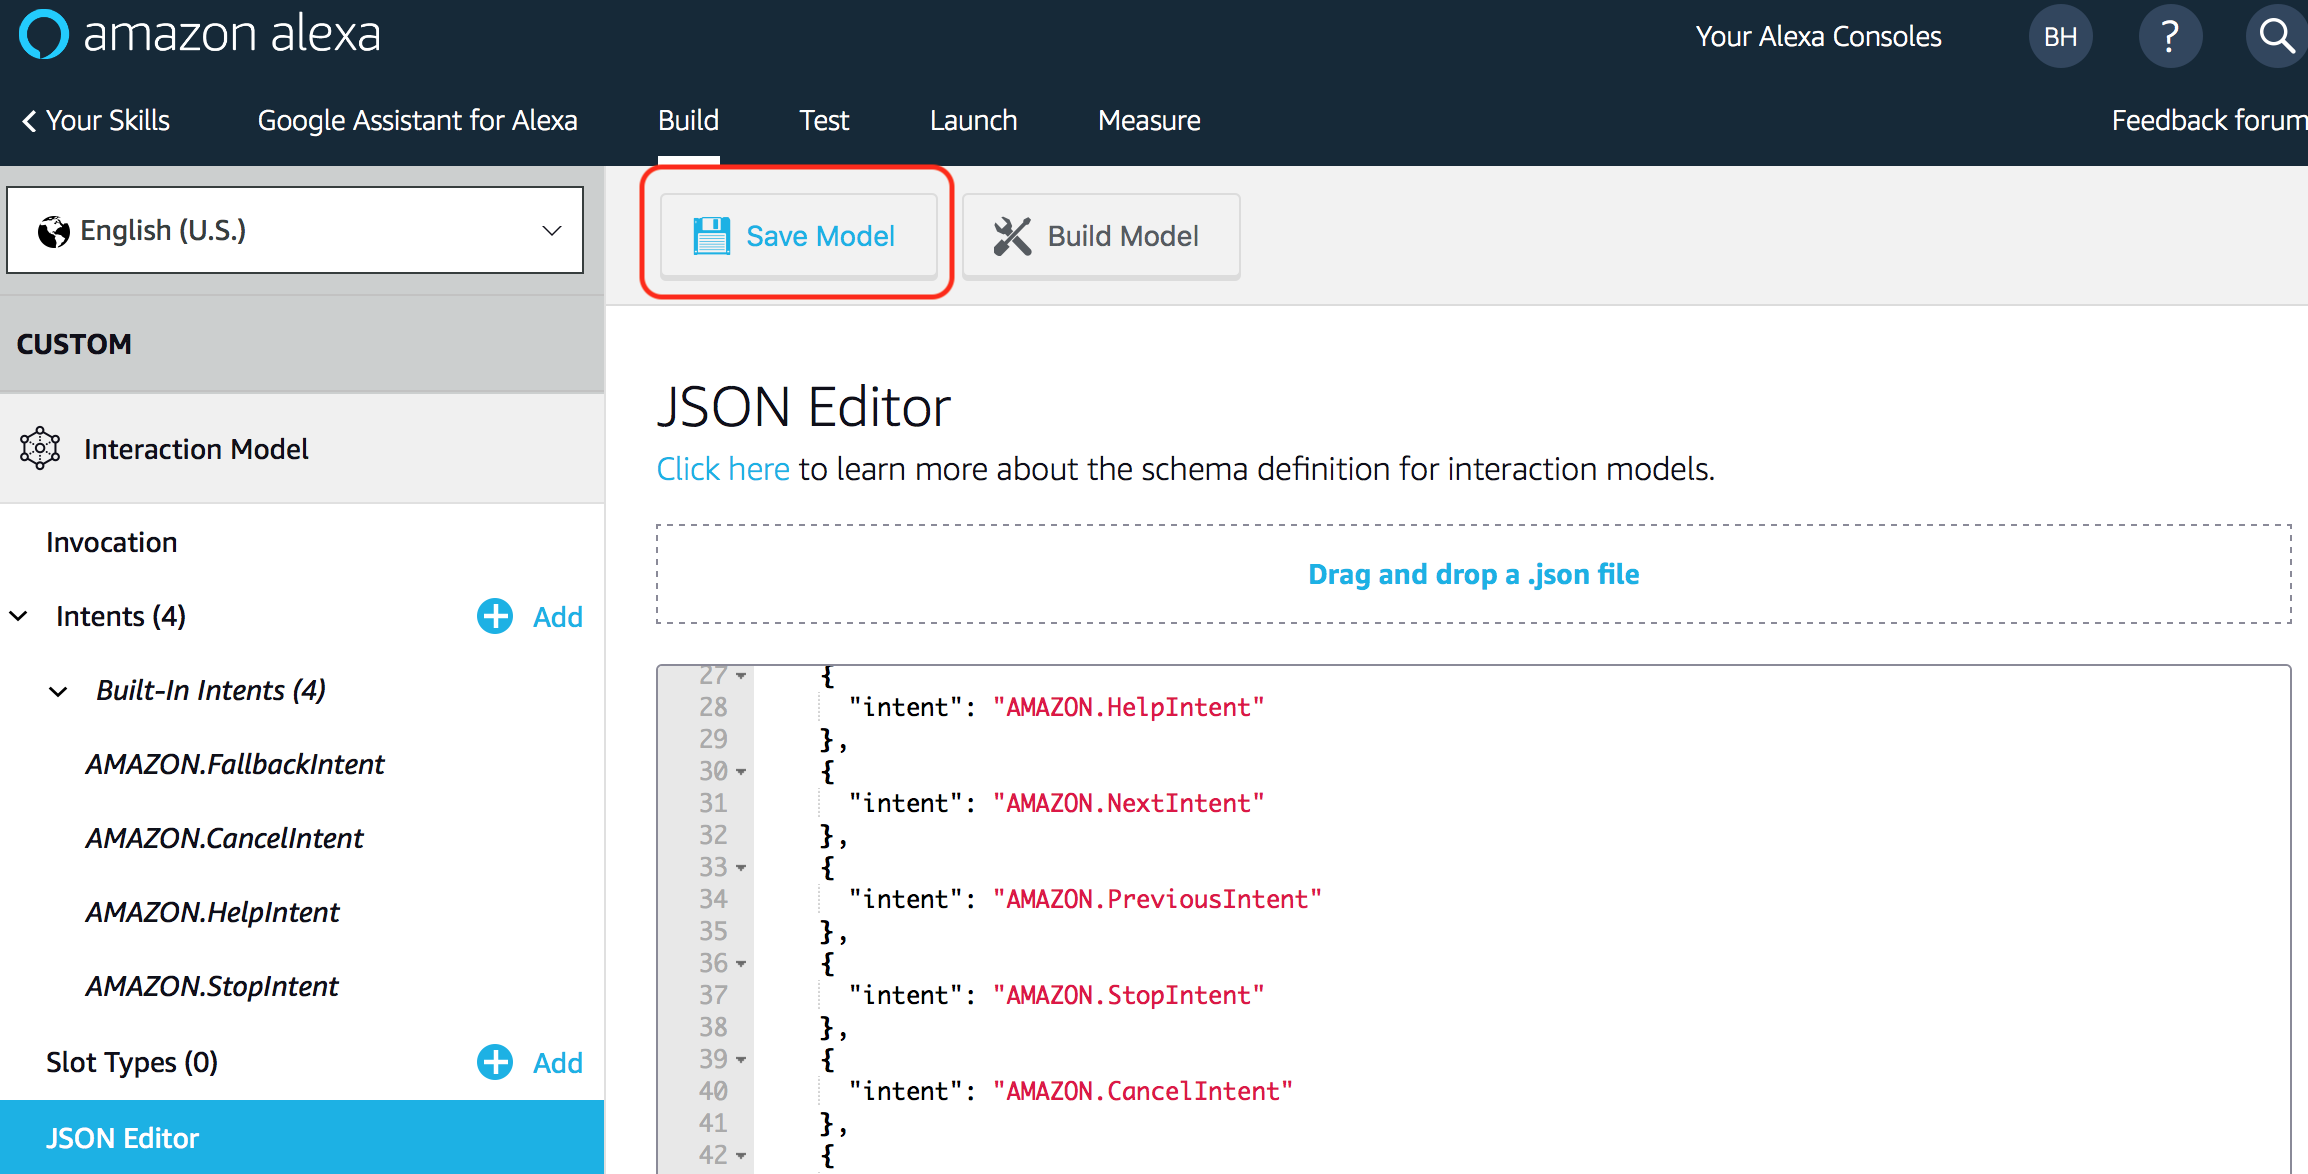 amazon alexa
Your Alexa Consoles
BH
?
Your Skills
Google Assistant for Alexa
Build
Test
Launch
Measure
Feedback forum
English (U.S.)
Save Model
Build Model
CUSTOM
Interaction Model
Invocation
Intents (4)
Add
Built-In Intents (4)
AMAZON.FallbackIntent
AMAZON.CancelIntent
AMAZON.HelpIntent
AMAZON.StopIntent
Slot Types (0)
Add
JSON Editor
JSON Editor
Click here to learn more about the schema definition for interaction models.
Drag and drop a .json file
27 {
28 "intent": "AMAZON.HelpIntent"
29 },
30 {
31 "intent": "AMAZON.NextIntent"
32 },
33 {
34 "intent": "AMAZON.PreviousIntent"
35 },
36 {
37 "intent": "AMAZON.StopIntent"
38 },
39 {
40 "intent": "AMAZON.CancelIntent"
41 },
42 {